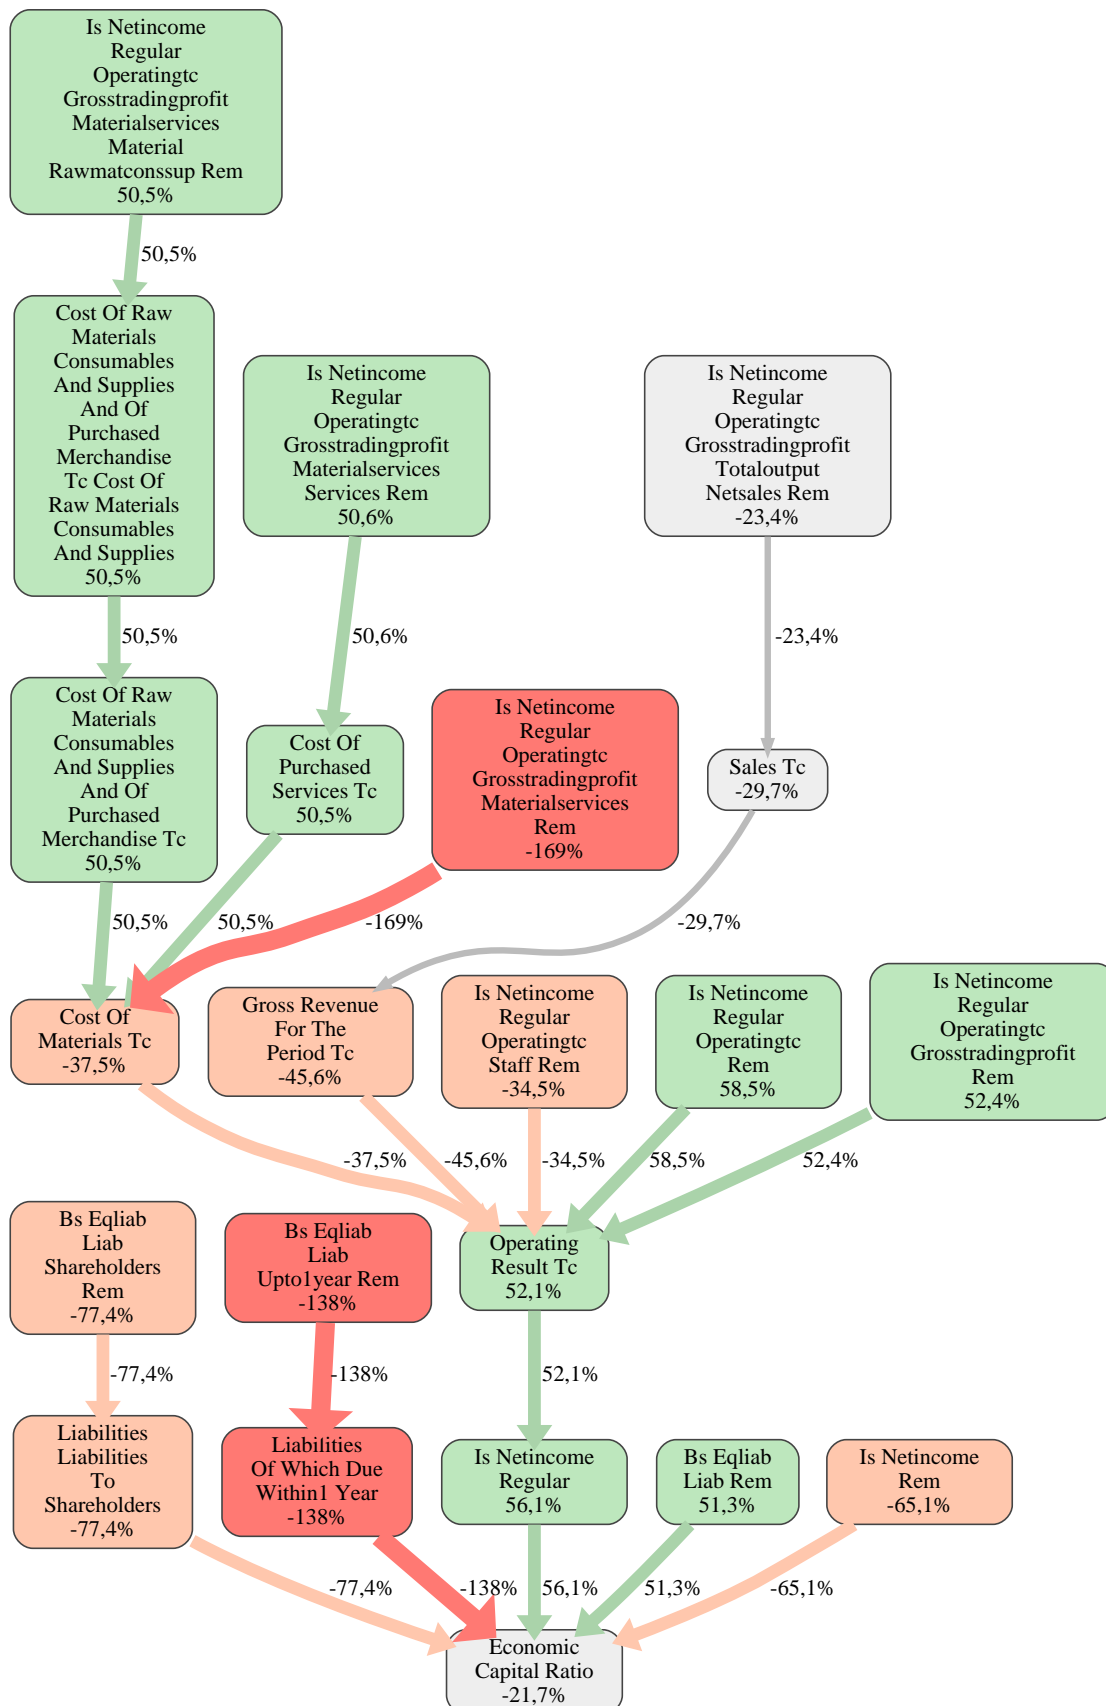 Is Netincome
Regular
Operatingtc
Grosstradingprofit
Materialservices
Material
Rawmatconssup Rem
50,5%
50,5%
Cost Of Raw
Materials
Consumables
And Supplies
And Of
Purchased
Merchandise
Tc Cost Of
Raw Materials
Consumables
And Supplies
50,5%
Is Netincome
Regular
Operatingtc
Grosstradingprofit
Materialservices
Services Rem
50,6%
Is Netincome
Regular
Operatingtc
Grosstradingprofit
Totaloutput
Netsales Rem
-23,4%
50,5%
50,6%
-23,4%
Cost Of Raw
Materials
Consumables
And Supplies
And Of
Purchased
Merchandise Tc
50,5%
Cost Of
Purchased
Services Tc
50,5%
Is Netincome
Regular
Operatingtc
Grosstradingprofit
Materialservices
Rem
-169%
Sales Tc
-29,7%
50,5%
50,5%
-169%
-29,7%
Cost Of
Materials Tc
-37,5%
Gross Revenue
For The
Period Tc
-45,6%
Is Netincome
Regular
Operatingtc
Staff Rem
-34,5%
Is Netincome
Regular
Operatingtc
Rem
58,5%
Is Netincome
Regular
Operatingtc
Grosstradingprofit
Rem
52,4%
-37,5%
-45,6%
-34,5%
58,5%
52,4%
Bs Eqliab
Liab
Shareholders
Rem
-77,4%
Bs Eqliab
Liab
Upto1year Rem
-138%
Operating
Result Tc
52,1%
-77,4%
-138%
52,1%
Liabilities
Liabilities
To
Shareholders
-77,4%
Liabilities
Of Which Due
Within1 Year
-138%
Is Netincome
Regular
56,1%
Bs Eqliab
Liab Rem
51,3%
Is Netincome
Rem
-65,1%
-77,4%
-138%
56,1%
51,3%
-65,1%
Economic
Capital Ratio
-21,7%